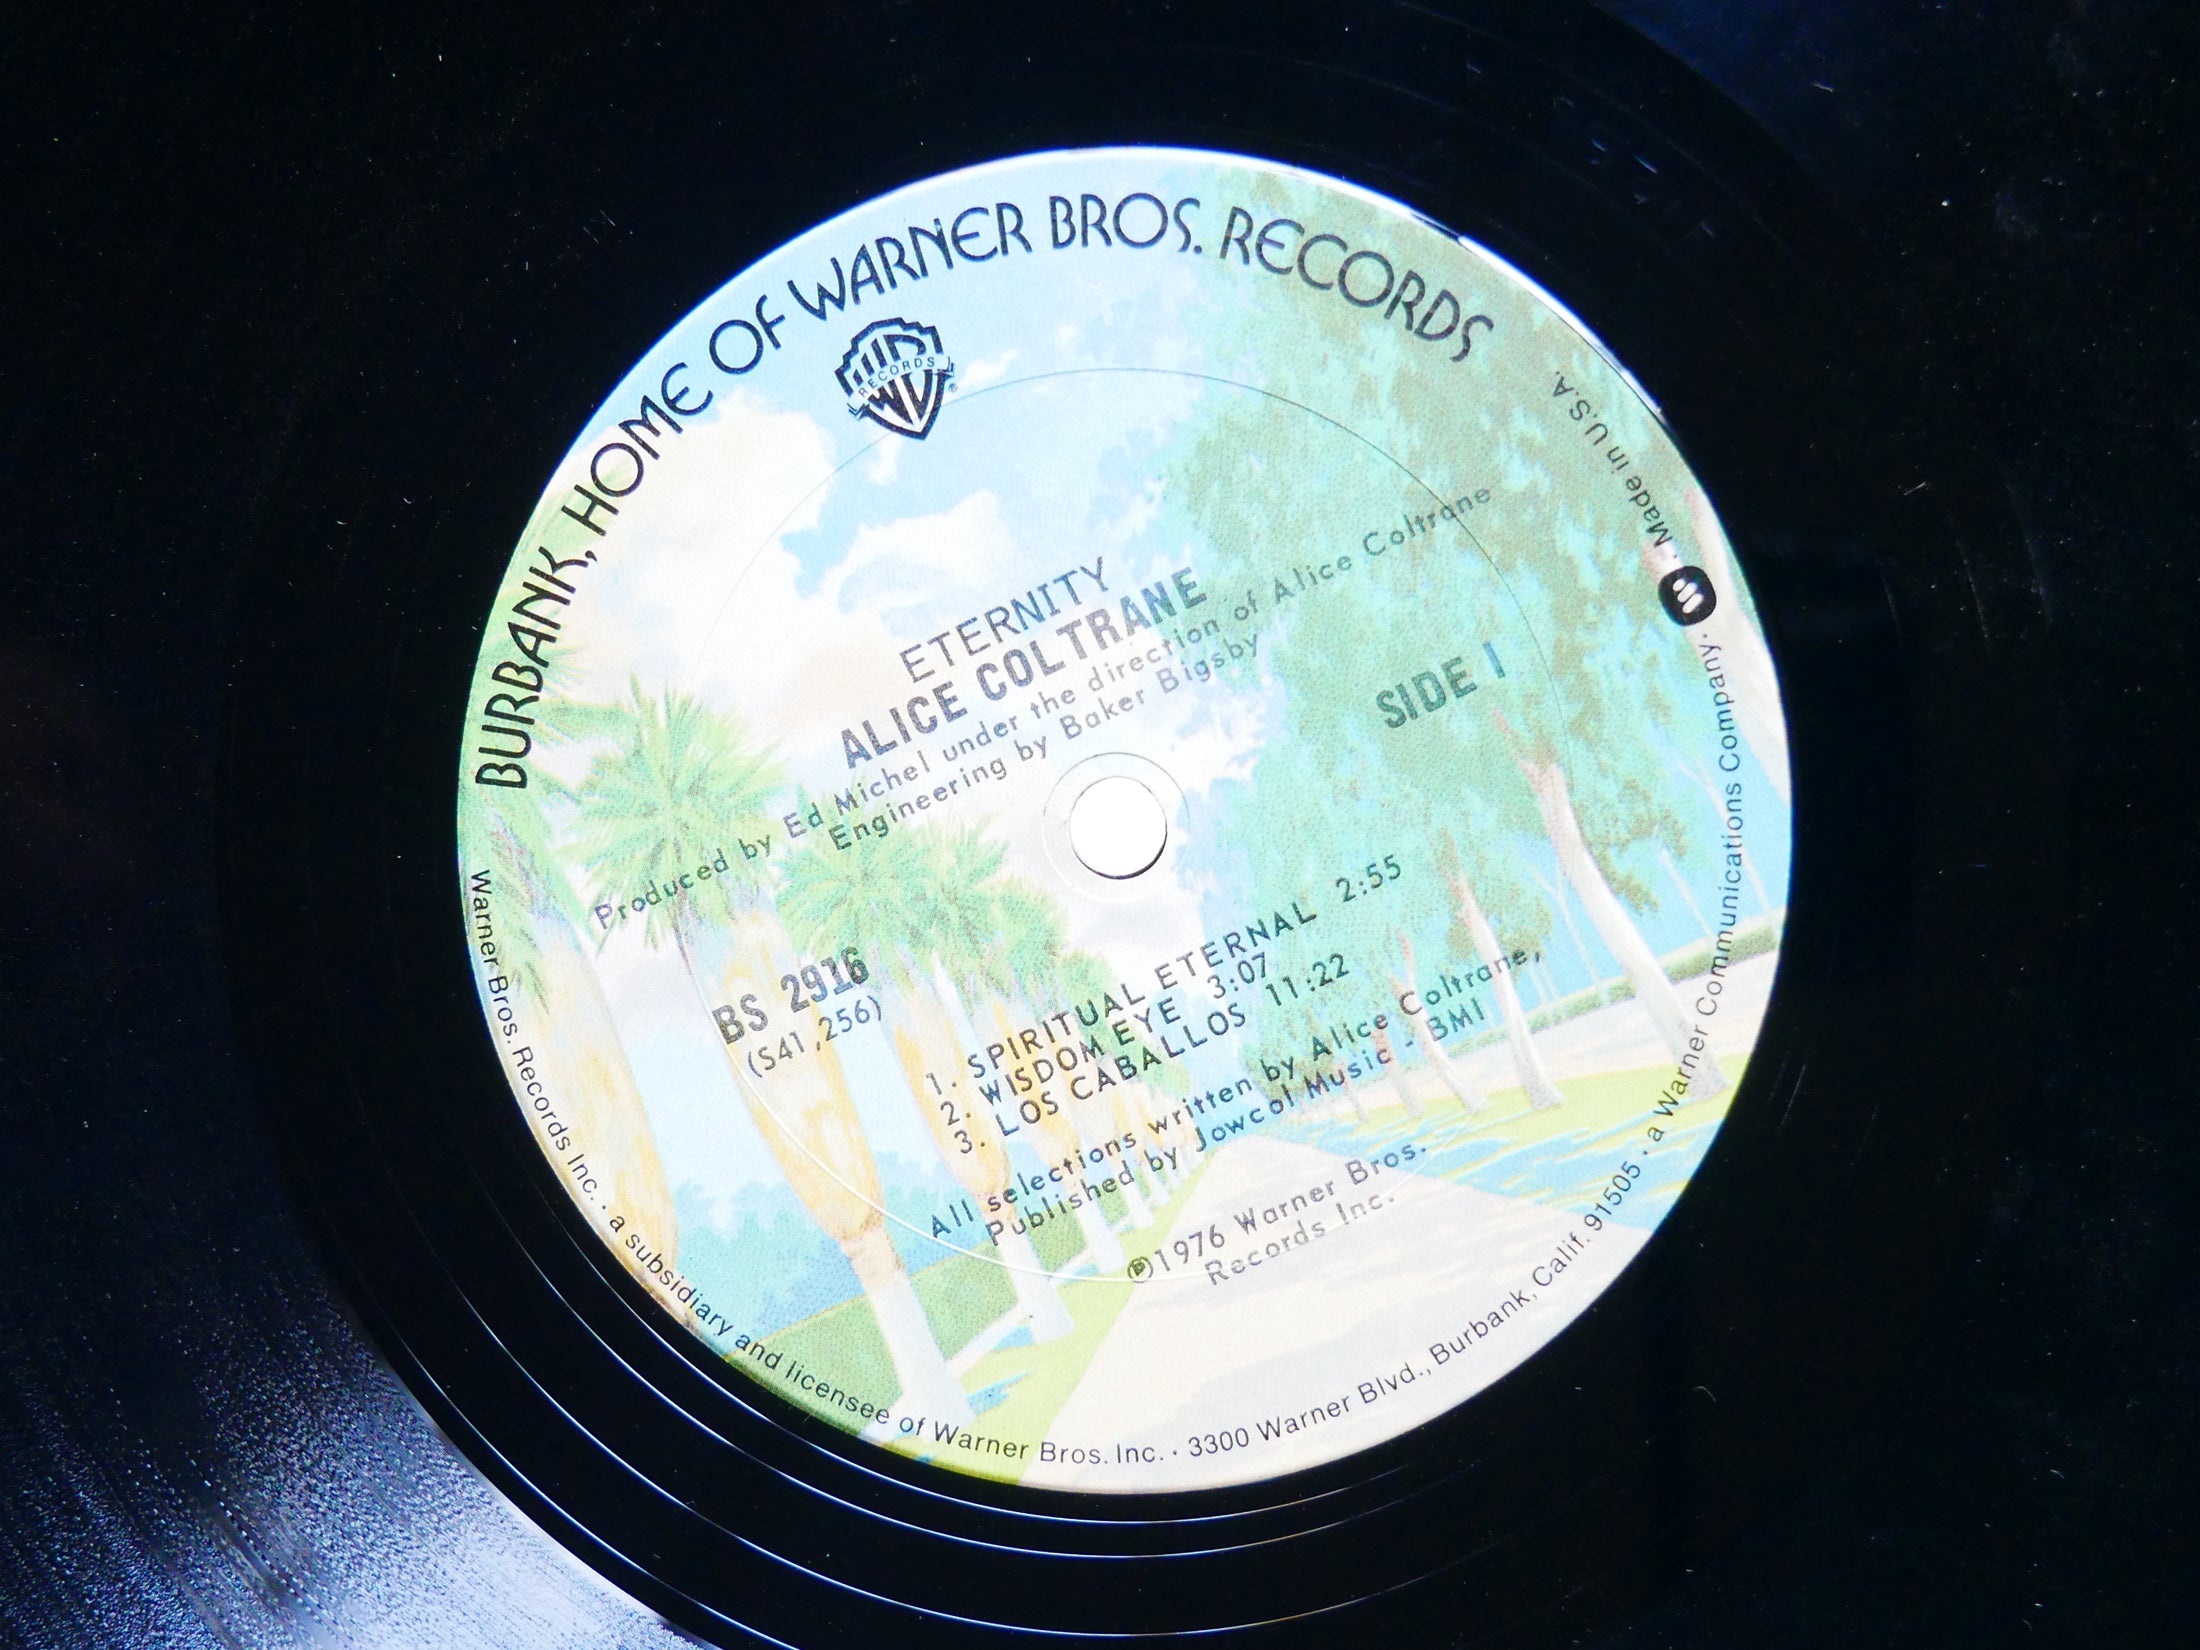 BURBANK, HOME OF WARNER BROS. RECORDS
RECORDS
ETERNITY
ALICE COLTRANE
Produced by Ed Michel under the direction of Alice Coltrane
Engineering by Baker Bigsby
SIDE 1
BS 2916
(S41,256)
1. SPIRITUAL ETERNAL 2:55
2. WISDOM EYE 3:07
3. LOS CABALLOS 11:22
All selections written by Alice Coltrane,
Published by Jowcol Music - BMI
℗1976 Warner Bros.
Records Inc.
Warner Bros. Records Inc. · a subsidiary and licensee of Warner Bros. Inc. · 3300 Warner Blvd., Burbank, Calif. 91505 · a Warner Communications Company. · Made in U.S.A.